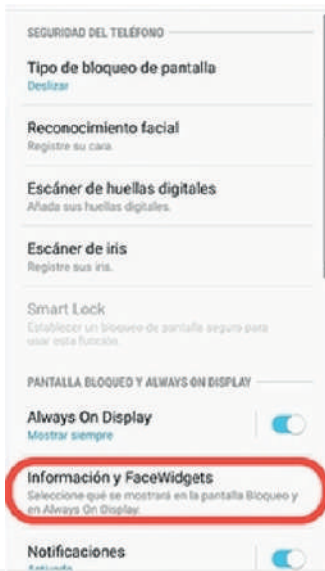 SEGURIDAD DEL TELÉFONO
Tipo de bloqueo de pantalla
Deslizar
Reconocimiento facial
Registre su cara.
Escáner de huellas digitales
Añada sus huellas digitales.
Escáner de iris
Registre sus iris.
Smart Lock
Establecer un bloqueo de pantalla seguro para
usar esta función.
PANTALLA BLOQUEO Y ALWAYS ON DISPLAY
Always On Display
Mostrar siempre
Información y FaceWidgets
Seleccione qué se mostrará en la pantalla Bloqueo y
en Always On Display.
Notificaciones
Activado